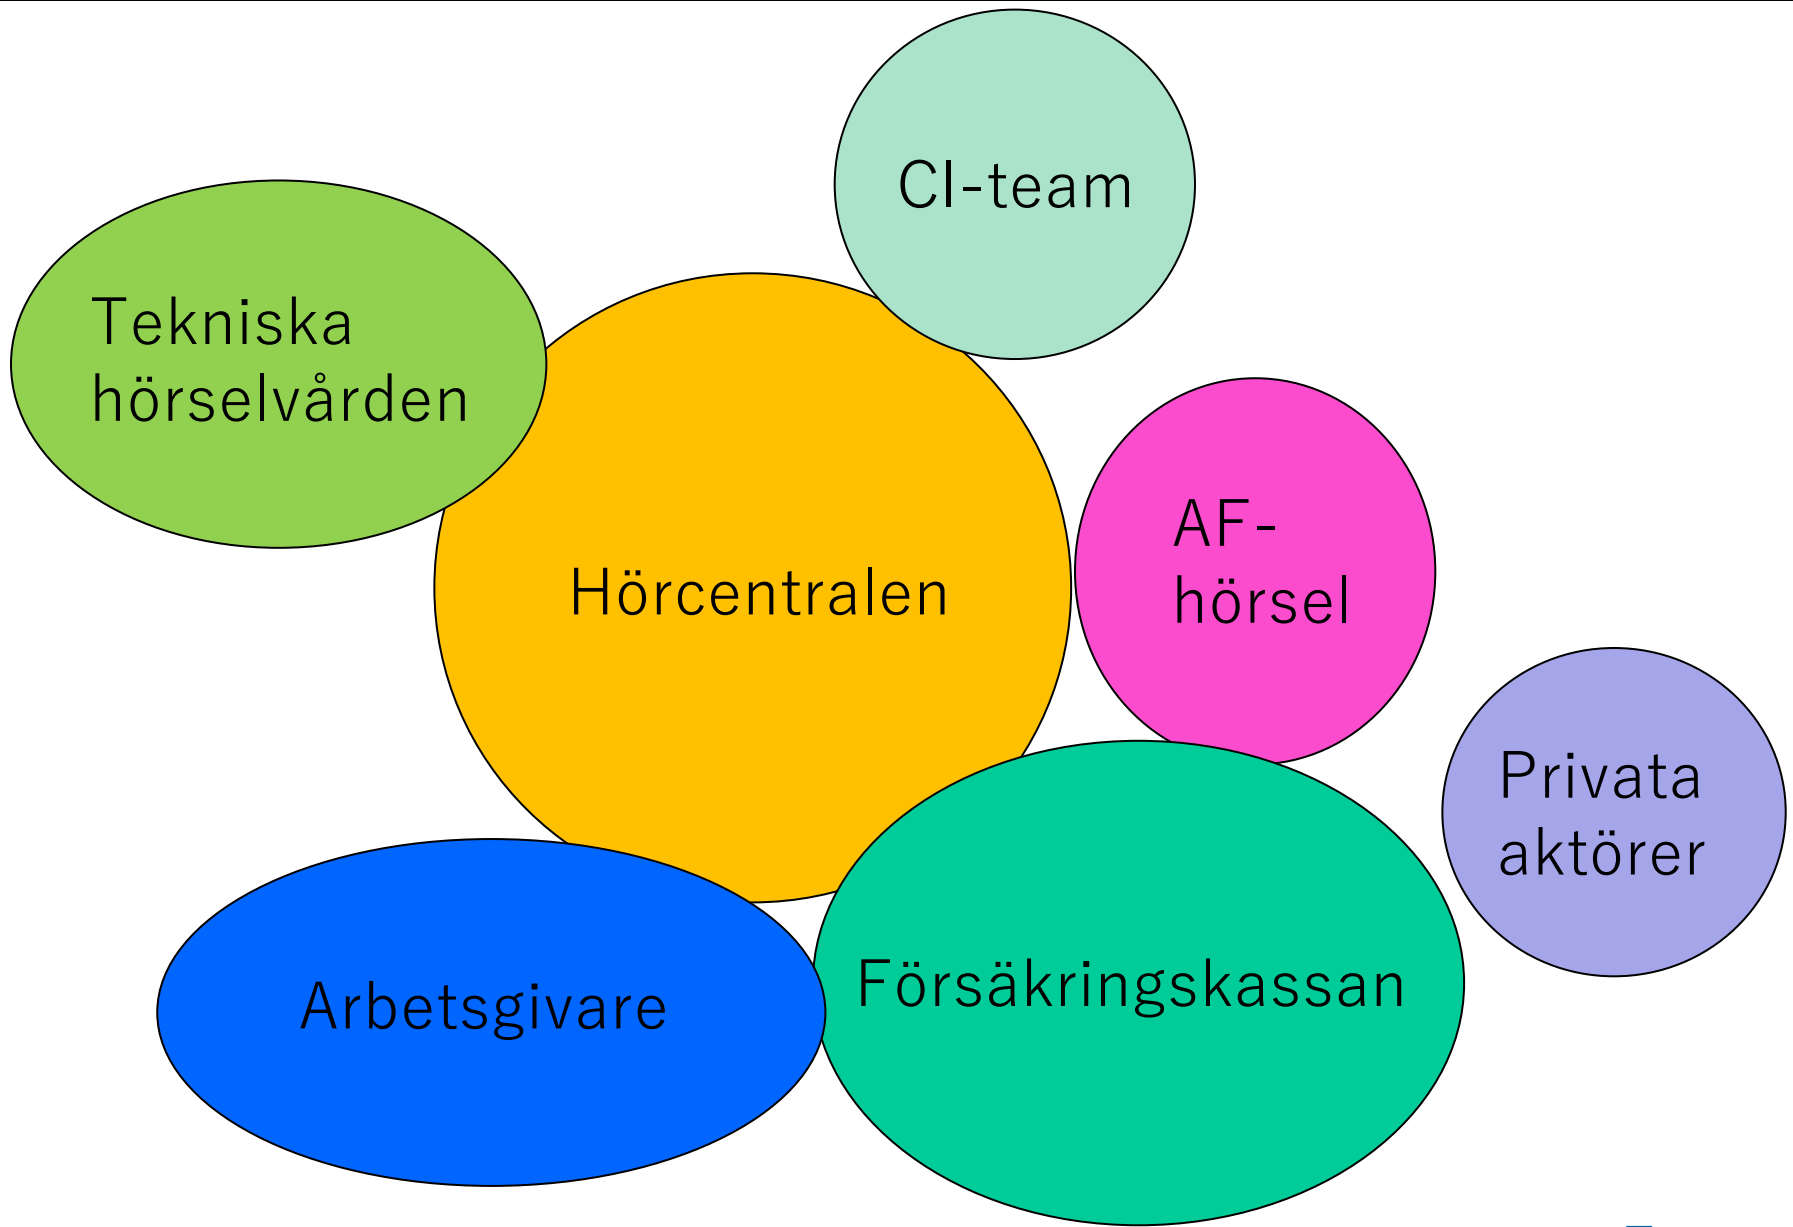 CI-team
Tekniska
hörselvården
AF-
hörsel
Hörcentralen
Privata
aktörer
Försäkringskassan
Arbetsgivare